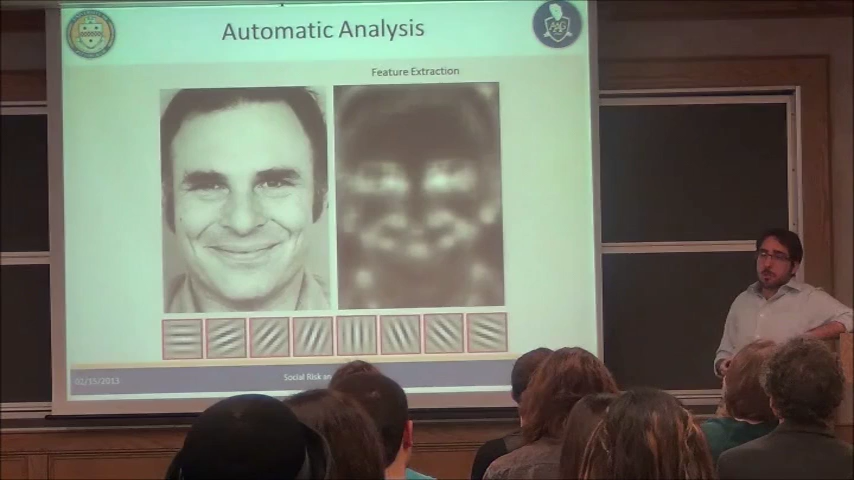 Automatic Analysis
Feature Extraction
02/15/2013
Social Risk an